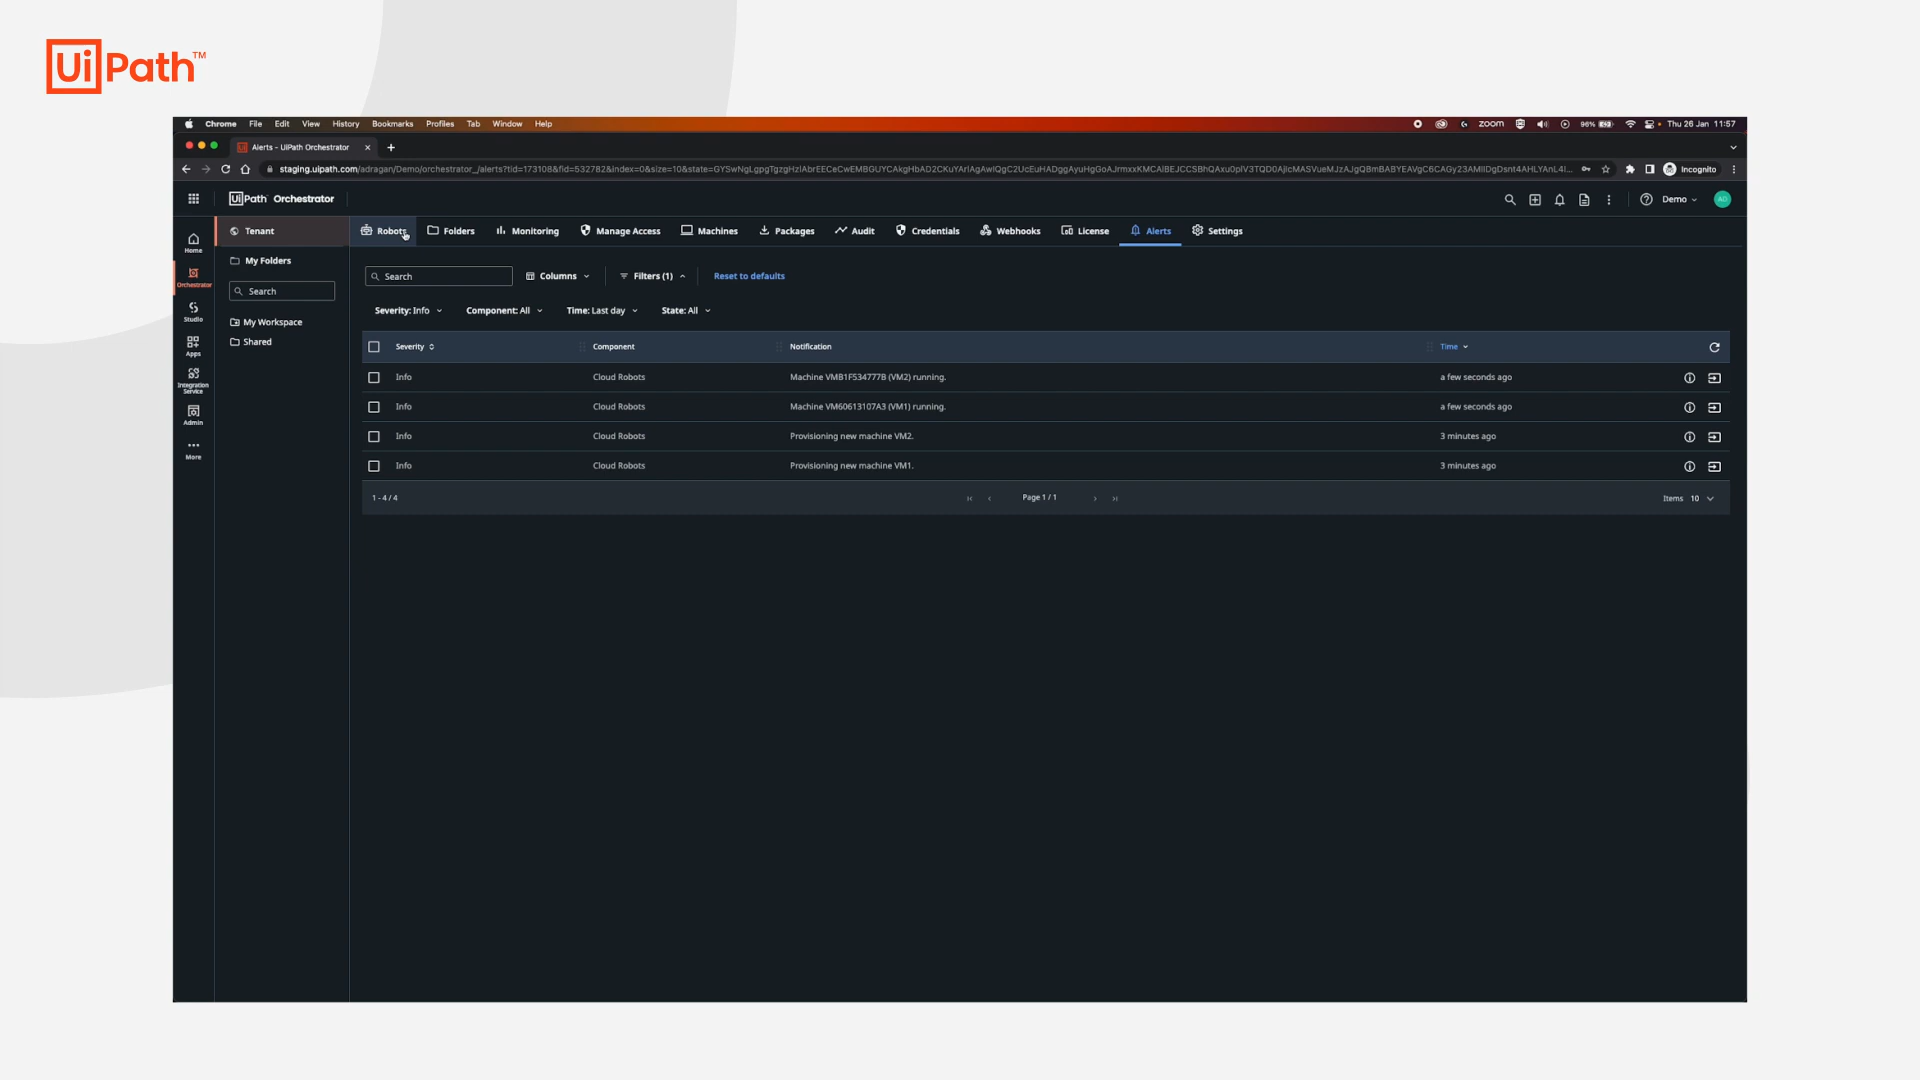 UiPath™
Chrome File Edit View History Bookmarks Profiles Tab Window Help
zoom 96% Thu 26 Jan 11:57
Alerts - UiPath Orchestrator
Incognito
UiPath Orchestrator
Demo
AD
Home
Orchestrator
Studio
Apps
Integration Service
Admin
More
Tenant
My Folders
Search
My Workspace
Shared
Robots Folders Monitoring Manage Access Machines Packages Audit Credentials Webhooks License Alerts Settings
Search Columns Filters (1) Reset to defaults
Severity: Info Component: All Time: Last day State: All
Severity Component Notification Time
Info Cloud Robots Machine VMB1F534777B (VM2) running. a few seconds ago
Info Cloud Robots Machine VM60613107A3 (VM1) running. a few seconds ago
Info Cloud Robots Provisioning new machine VM2. 3 minutes ago
Info Cloud Robots Provisioning new machine VM1. 3 minutes ago
1 - 4 / 4 Page 1 / 1 Items 10